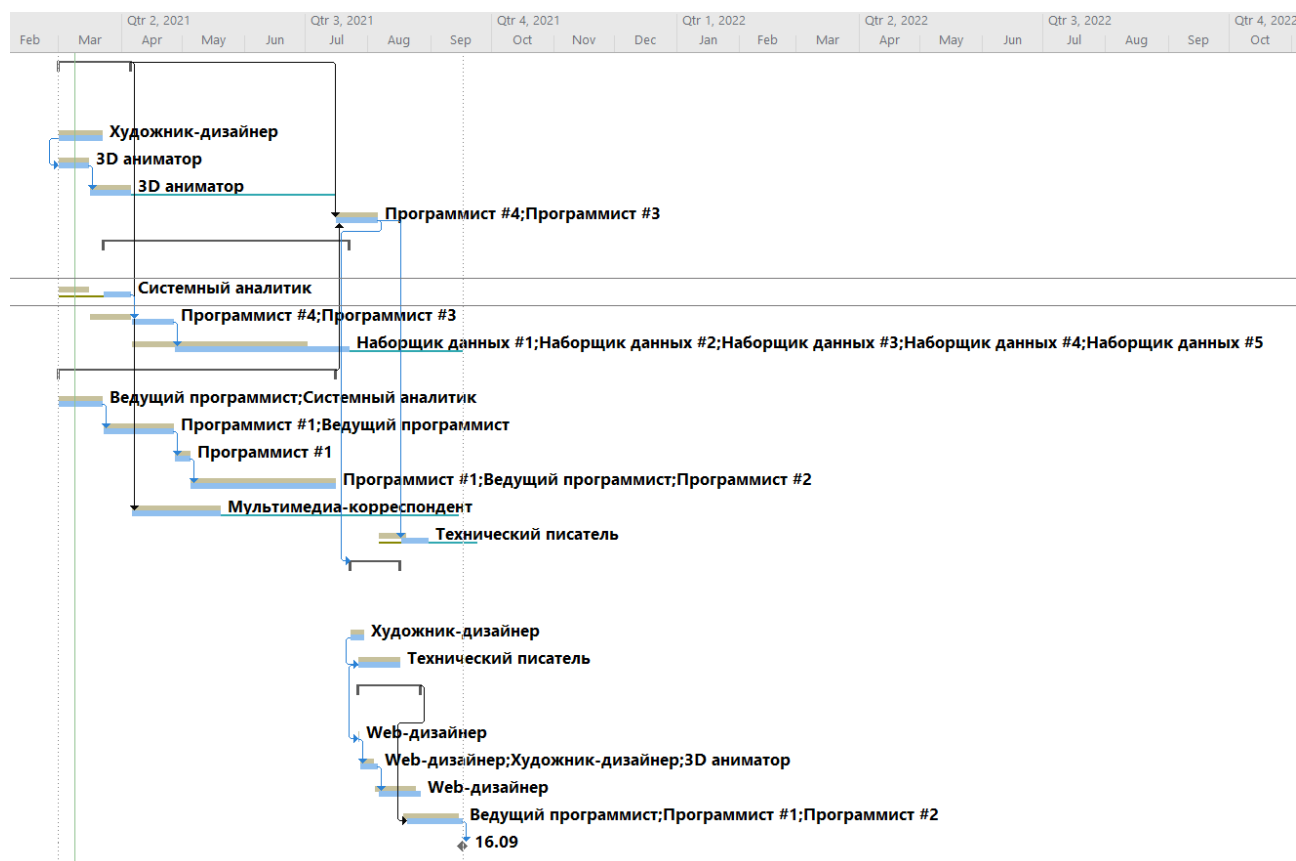 Qtr 2, 2021 Qtr 3, 2021 Qtr 4, 2021 Qtr 1, 2022 Qtr 2, 2022 Qtr 3, 2022 Qtr 4, 2022
Feb Mar Apr May Jun Jul Aug Sep Oct Nov Dec Jan Feb Mar Apr May Jun Jul Aug Sep Oct
Художник-дизайнер
3D аниматор
3D аниматор
Программист #4;Программист #3
Системный аналитик
Программист #4;Программист #3
Наборщик данных #1;Наборщик данных #2;Наборщик данных #3;Наборщик данных #4;Наборщик данных #5
Ведущий программист;Системный аналитик
Программист #1;Ведущий программист
Программист #1
Программист #1;Ведущий программист;Программист #2
Мультимедиа-корреспондент
Технический писатель
Художник-дизайнер
Технический писатель
Web-дизайнер
Web-дизайнер;Художник-дизайнер;3D аниматор
Web-дизайнер
Ведущий программист;Программист #1;Программист #2
16.09